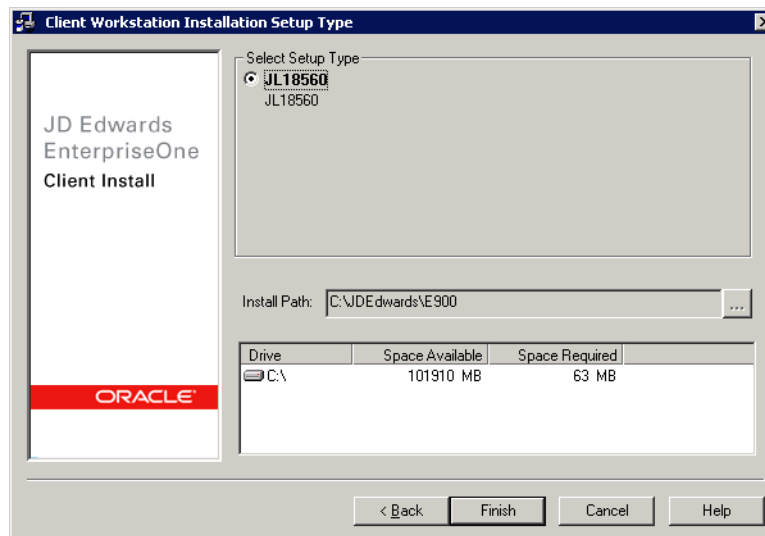 Client Workstation Installation Setup Type
JD Edwards
EnterpriseOne
Client Install
ORACLE
Select Setup Type
JL18560
JL18560
Install Path: C:\JDEdwards\E900 ...
Drive Space Available Space Required
C:\ 101910 MB 63 MB
< Back Finish Cancel Help